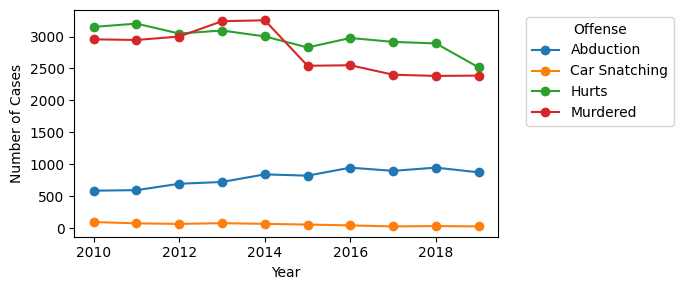 3000
2500
2000
1500
1000
500
0
Number of Cases
2010
2012
2014
2016
2018
Year
Offense
Abduction
Car Snatching
Hurts
Murdered